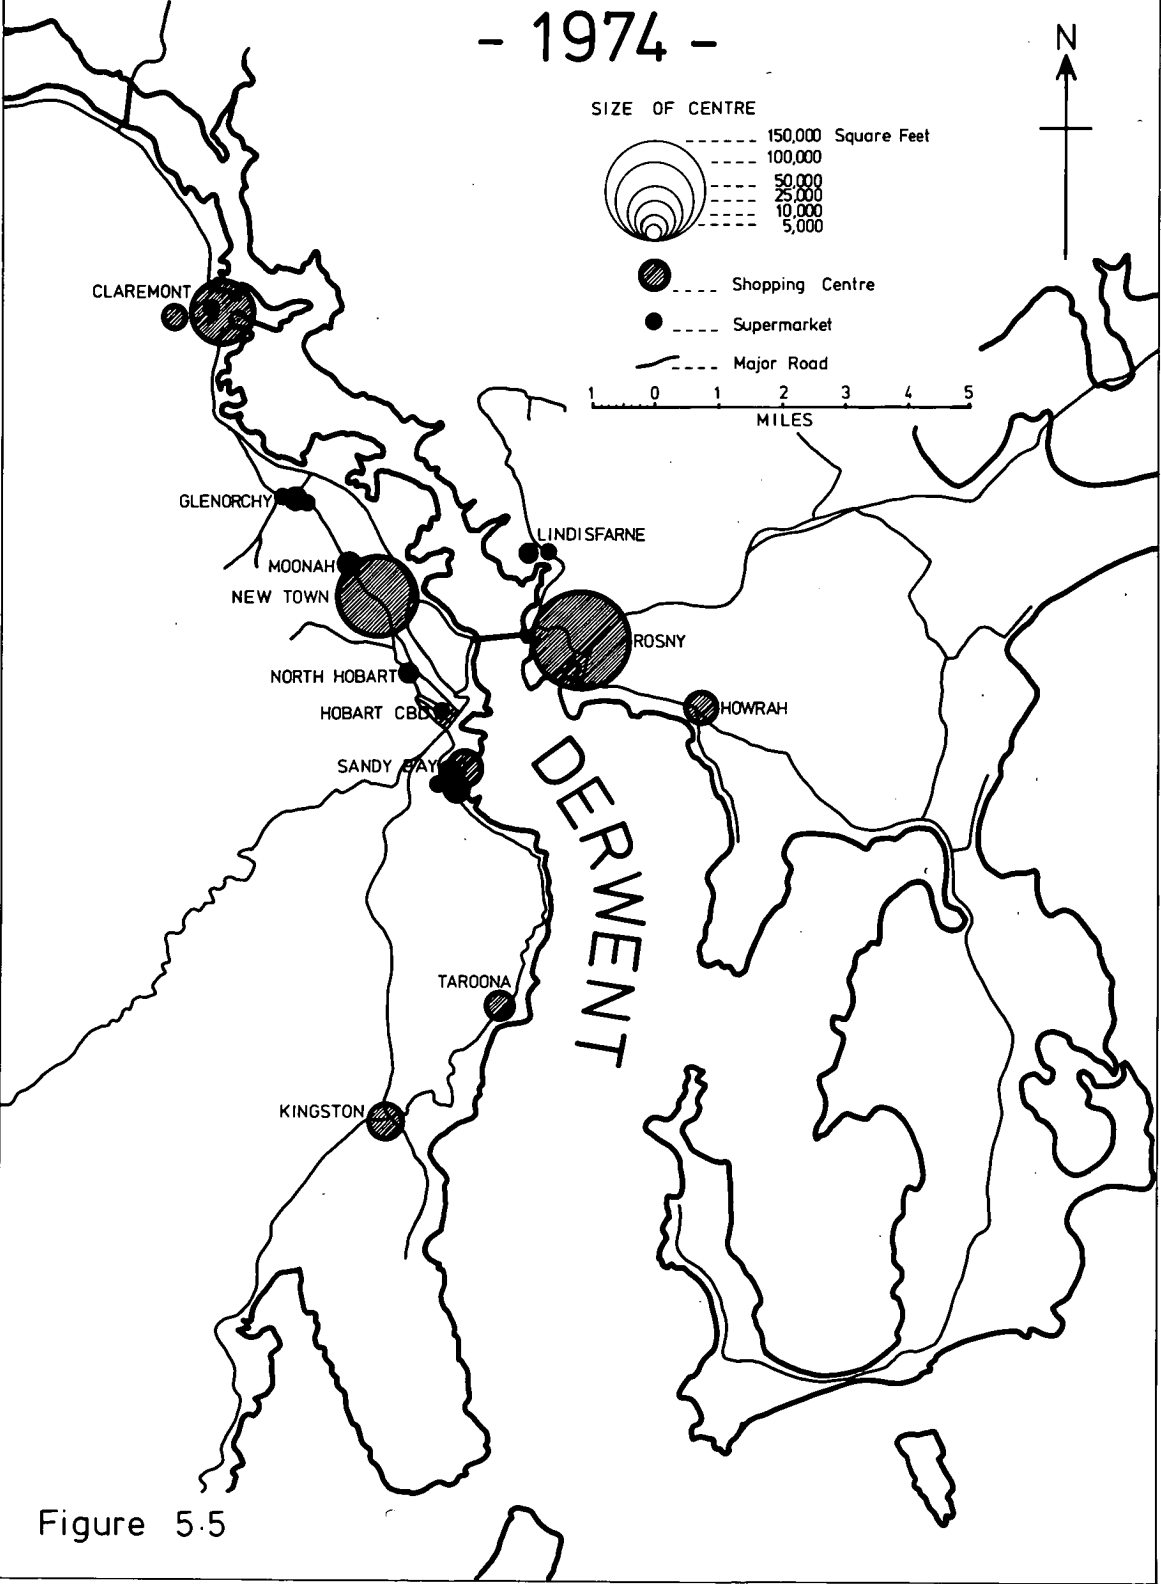 - 1974 -
N
SIZE OF CENTRE
150,000 Square Feet
100,000
50,000
25,000
10,000
5,000
Shopping Centre
Supermarket
Major Road
1 0 1 2 3 4 5
MILES
CLAREMONT
GLENORCHY
LINDISFARNE
MOONAH
NEW TOWN
ROSNY
NORTH HOBART
HOWRAH
HOBART CBD
SANDY BAY
DERWENT
TAROONA
KINGSTON
Figure 5.5